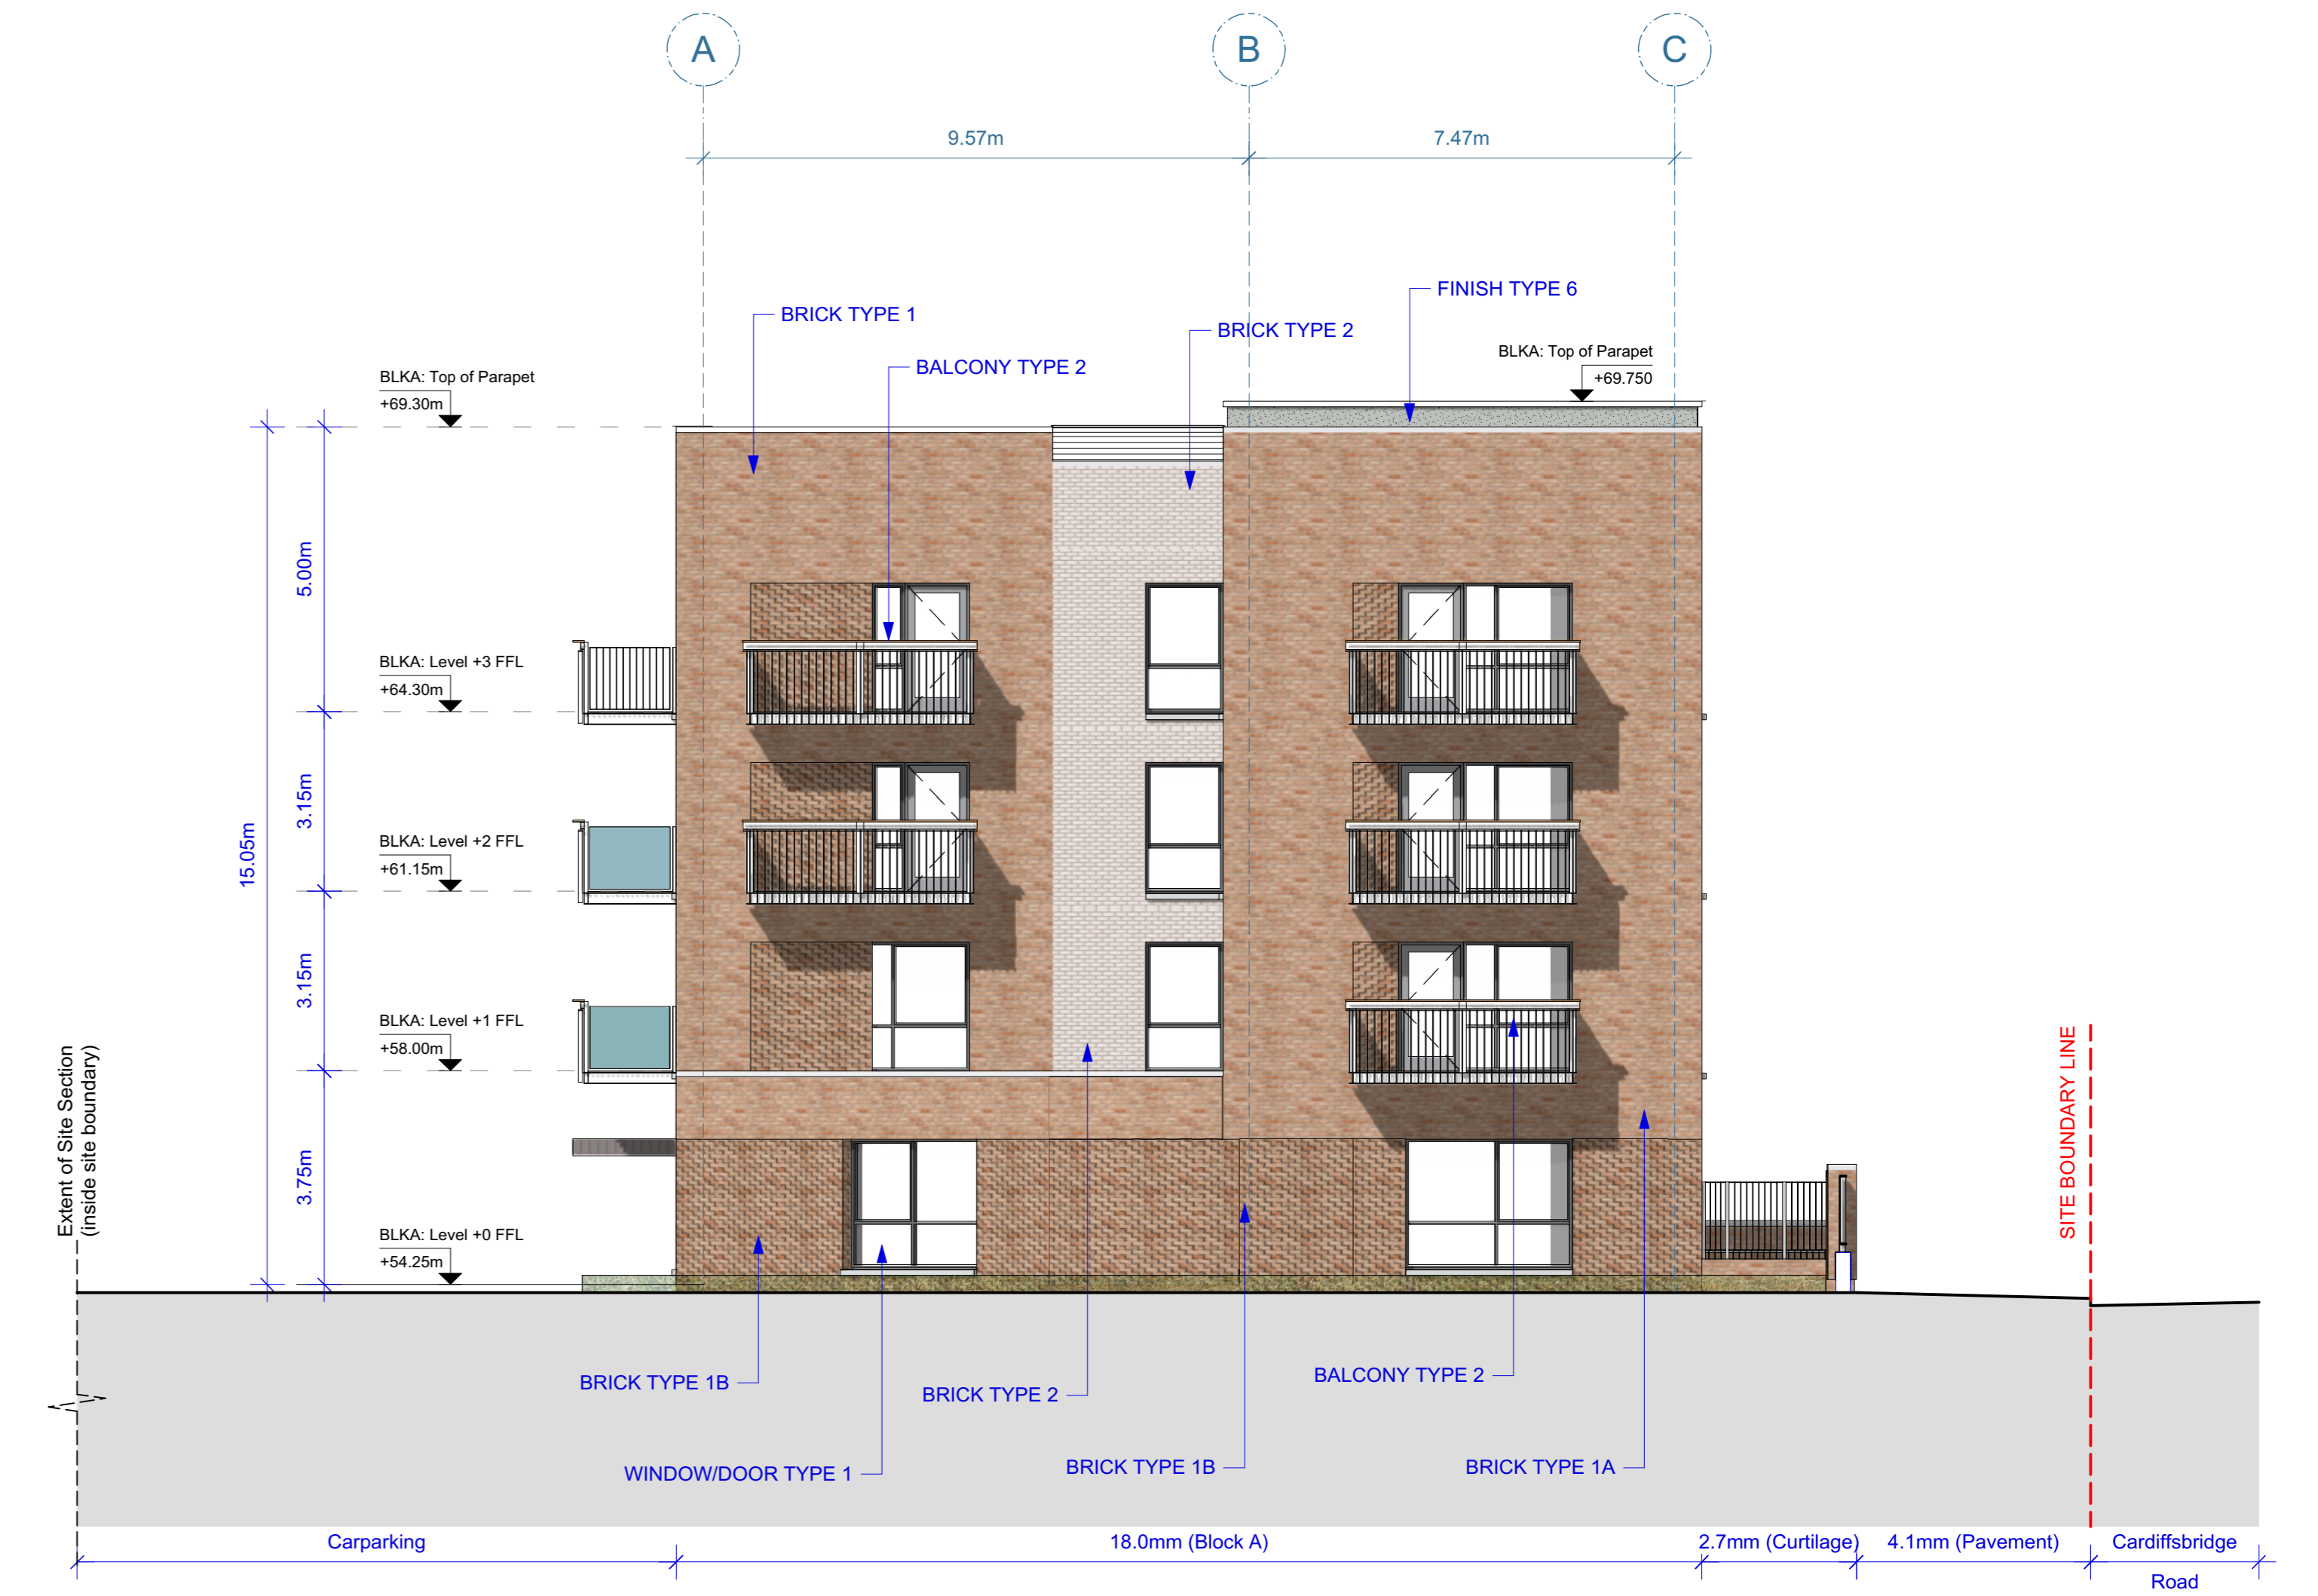 A
B
C
9.57m
7.47m
FINISH TYPE 6
BRICK TYPE 1
BRICK TYPE 2
BALCONY TYPE 2
BLKA: Top of Parapet
+69.750
BLKA: Top of Parapet
+69.30m
5.00m
BLKA: Level +3 FFL
+64.30m
3.15m
15.05m
BLKA: Level +2 FFL
+61.15m
3.15m
BLKA: Level +1 FFL
+58.00m
3.75m
BLKA: Level +0 FFL
+54.25m
Extent of Site Section
(inside site boundary)
SITE BOUNDARY LINE
BRICK TYPE 1B
BRICK TYPE 2
BALCONY TYPE 2
WINDOW/DOOR TYPE 1
BRICK TYPE 1B
BRICK TYPE 1A
Carparking
18.0mm (Block A)
2.7mm (Curtilage)
4.1mm (Pavement)
Cardiffsbridge
Road